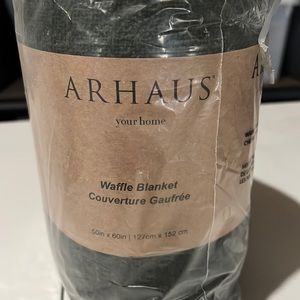 ARHAUS
your home
Waffle Blanket
Couverture Gaufrée
50in x 60in | 127cm x 152 cm